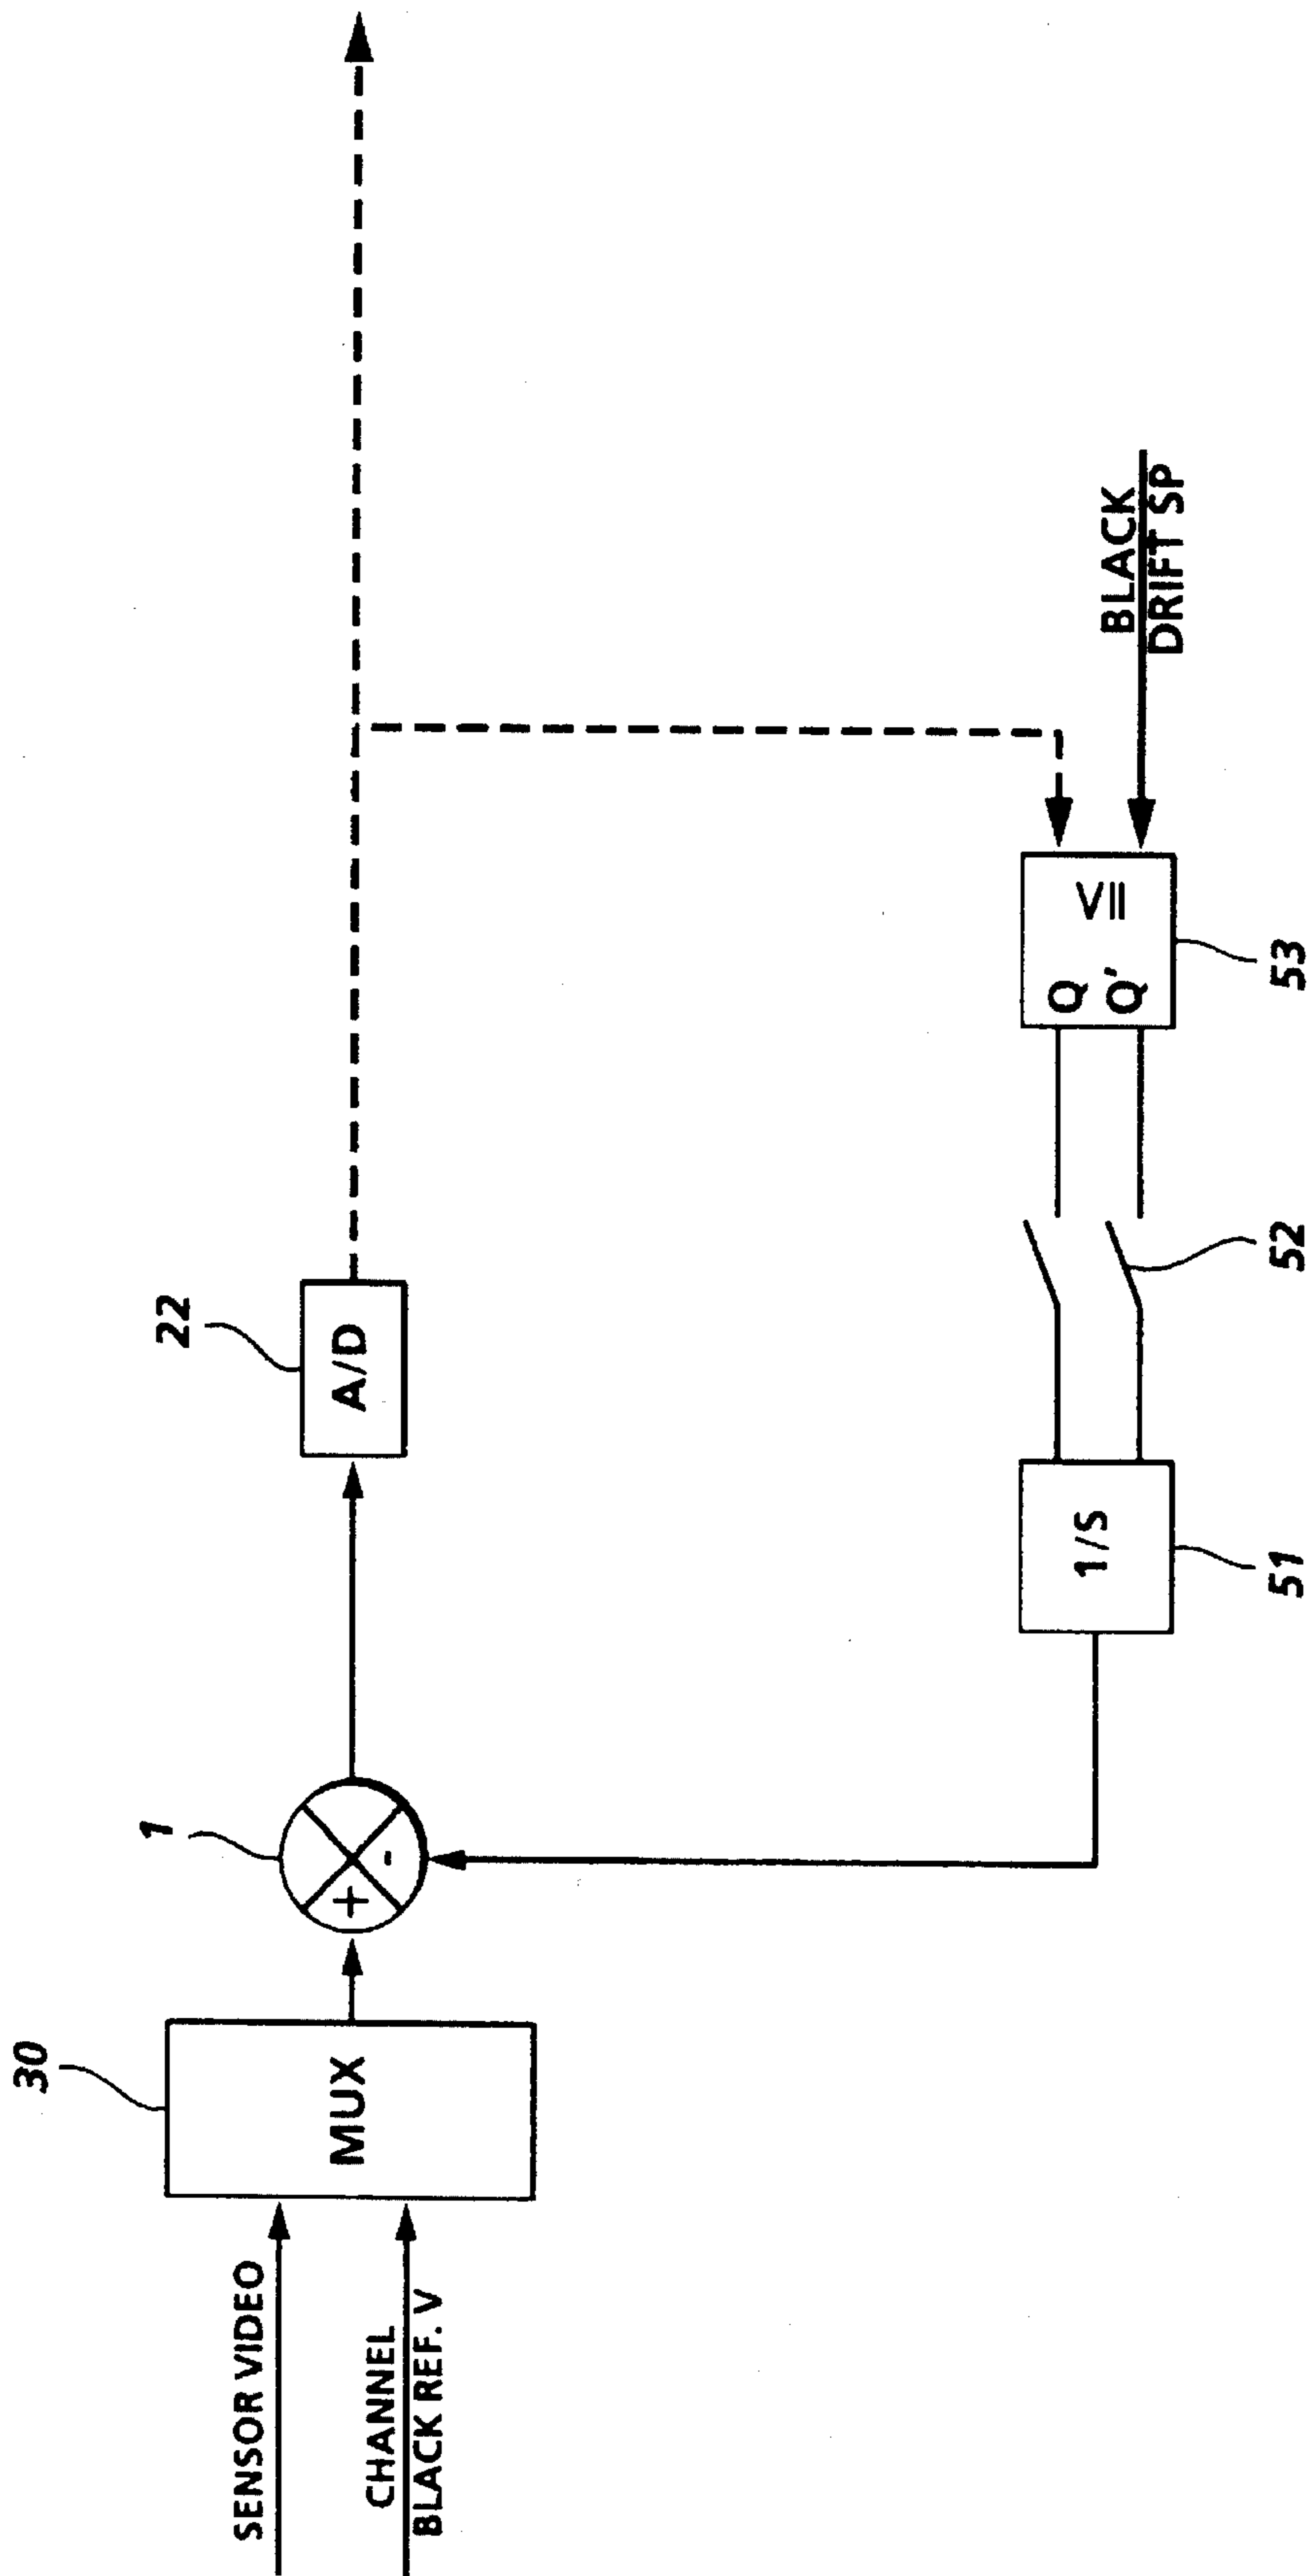 SENSOR VIDEO
CHANNEL
BLACK REF. V
30
MUX
1
+
-
22
A/D
51
1/S
52
53
Q
Q'
≤
BLACK
DRIFT SP